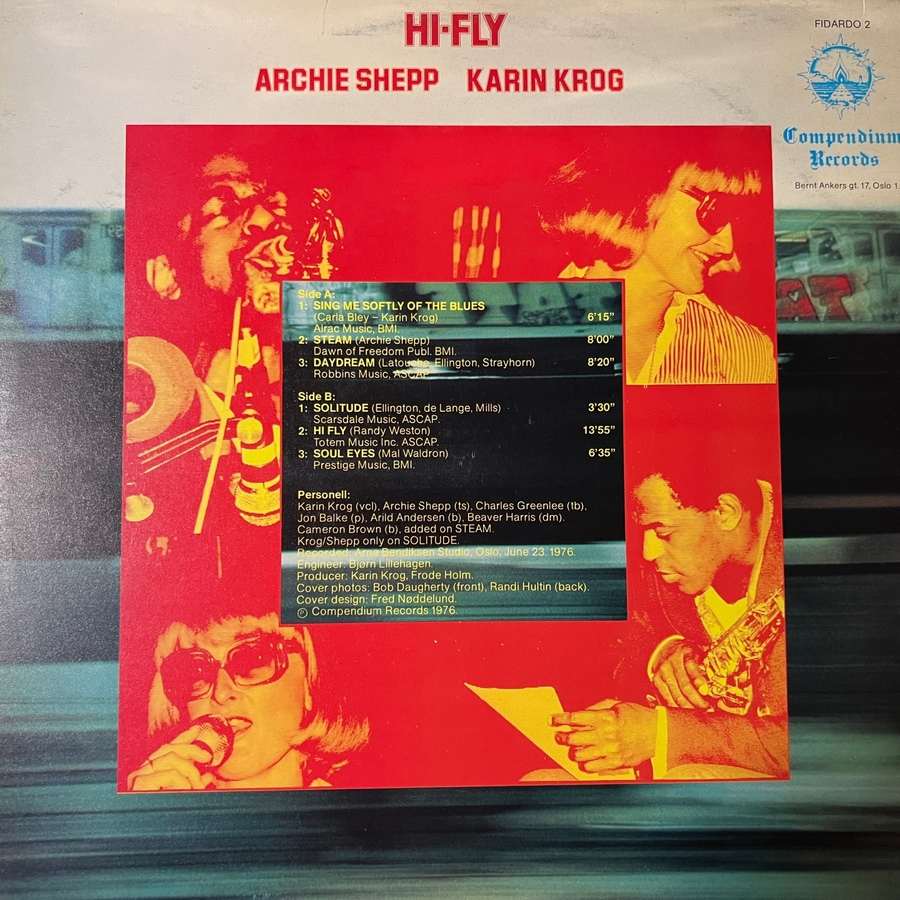 HI-FLY
ARCHIE SHEPP KARIN KROG
FIDARDO 2
Compendium
Records
Bernt Ankers gt. 17, Oslo 1.
Side A:
1: SING ME SOFTLY OF THE BLUES
(Carla Bley – Karin Krog) 6'15"
Alrac Music, BMI.
2: STEAM (Archie Shepp) 8'00"
Dawn of Freedom Publ. BMI.
3: DAYDREAM (Latouche, Ellington, Strayhorn) 8'20"
Robbins Music, ASCAP
Side B:
1: SOLITUDE (Ellington, de Lange, Mills) 3'30"
Scarsdale Music, ASCAP.
2: HI FLY (Randy Weston) 13'55"
Totem Music Inc. ASCAP.
3: SOUL EYES (Mal Waldron) 6'35"
Prestige Music, BMI.
Personell:
Karin Krog (vcl), Archie Shepp (ts), Charles Greenlee (tb),
Jon Balke (p), Arild Andersen (b), Beaver Harris (dm).
Cameron Brown (b), added on STEAM.
Krog/Shepp only on SOLITUDE.
Recorded: Arne Bendiksen Studio, Oslo, June 23. 1976.
Engineer: Bjørn Lillehagen.
Producer: Karin Krog, Frode Holm.
Cover photos: Bob Daugherty (front), Randi Hultin (back).
Cover design: Fred Nøddelund.
℗ Compendium Records 1976.